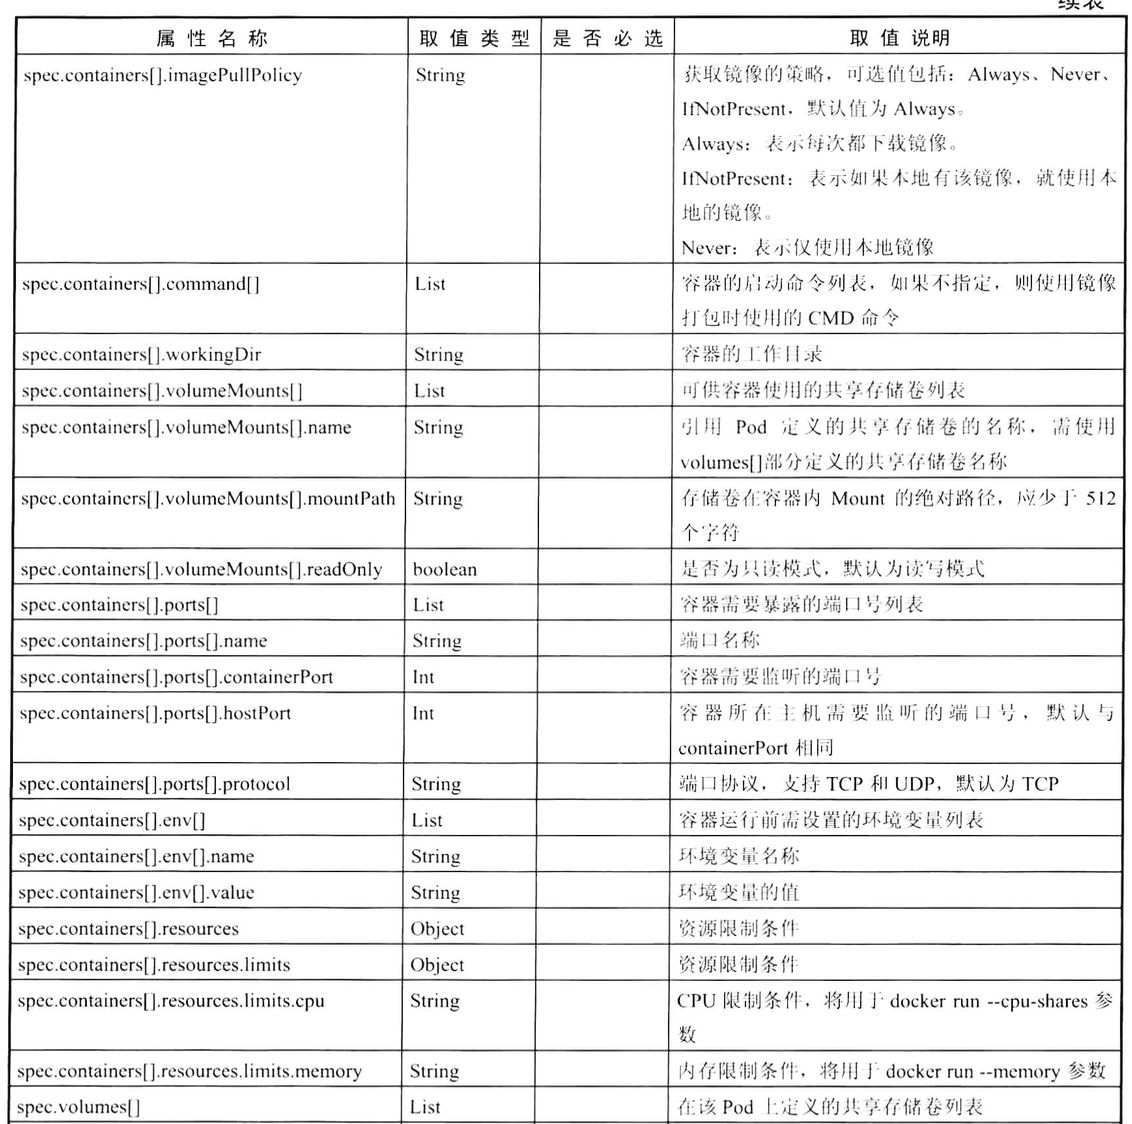 续表
属性名称 取值类型 是否必选 取值说明
spec.containers[].imagePullPolicy String 获取镜像的策略，可选值包括：Always、Never、
IfNotPresent，默认值为 Always。
Always：表示每次都下载镜像。
IfNotPresent：表示如果本地有该镜像，就使用本
地的镜像。
Never：表示仅使用本地镜像
spec.containers[].command[] List 容器的启动命令列表，如果不指定，则使用镜像
打包时使用的 CMD 命令
spec.containers[].workingDir String 容器的工作目录
spec.containers[].volumeMounts[] List 可供容器使用的共享存储卷列表
spec.containers[].volumeMounts[].name String 引用 Pod 定义的共享存储卷的名称，需使用
volumes[]部分定义的共享存储卷名称
spec.containers[].volumeMounts[].mountPath String 存储卷在容器内 Mount 的绝对路径，应少于 512
个字符
spec.containers[].volumeMounts[].readOnly boolean 是否为只读模式，默认为读写模式
spec.containers[].ports[] List 容器需要暴露的端口号列表
spec.containers[].ports[].name String 端口名称
spec.containers[].ports[].containerPort Int 容器需要监听的端口号
spec.containers[].ports[].hostPort Int 容器所在主机需要监听的端口号，默认与
containerPort 相同
spec.containers[].ports[].protocol String 端口协议，支持 TCP 和 UDP，默认为 TCP
spec.containers[].env[] List 容器运行前需设置的环境变量列表
spec.containers[].env[].name String 环境变量名称
spec.containers[].env[].value String 环境变量的值
spec.containers[].resources Object 资源限制条件
spec.containers[].resources.limits Object 资源限制条件
spec.containers[].resources.limits.cpu String CPU 限制条件，将用于 docker run --cpu-shares 参
数
spec.containers[].resources.limits.memory String 内存限制条件，将用于 docker run --memory 参数
spec.volumes[] List 在该 Pod 上定义的共享存储卷列表